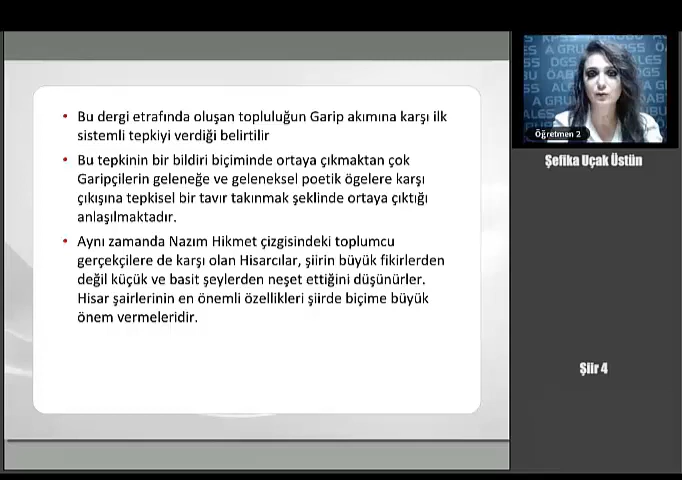 • Bu dergi etrafında oluşan topluluğun Garip akımına karşı ilk
sistemli tepkiyi verdiği belirtilir
• Bu tepkinin bir bildiri biçiminde ortaya çıkmaktan çok
Garipçilerin geleneğe ve geleneksel poetik ögelere karşı
çıkışına tepkisel bir tavır takınmak şeklinde ortaya çıktığı
anlaşılmaktadır.
• Aynı zamanda Nazım Hikmet çizgisindeki toplumcu
gerçekçilere de karşı olan Hisarcılar, şiirin büyük fikirlerden
değil küçük ve basit şeylerden neşet ettiğini düşünürler.
Hisar şairlerinin en önemli özellikleri şiirde biçime büyük
önem vermeleridir.
KPSS
ALES
A GRUBU
DGS
Öğretmen 2
Şefika Uçak Üstün
Şiir 4